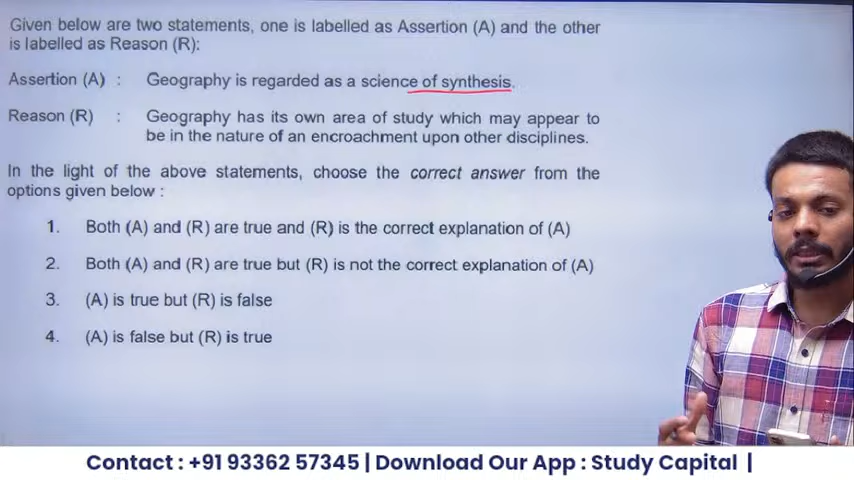 Given below are two statements, one is labelled as Assertion (A) and the other
is labelled as Reason (R):
Assertion (A) : Geography is regarded as a science of synthesis.
Reason (R) : Geography has its own area of study which may appear to
be in the nature of an encroachment upon other disciplines.
In the light of the above statements, choose the correct answer from the
options given below :
1. Both (A) and (R) are true and (R) is the correct explanation of (A)
2. Both (A) and (R) are true but (R) is not the correct explanation of (A)
3. (A) is true but (R) is false
4. (A) is false but (R) is true
Contact : +91 93362 57345 | Download Our App : Study Capital |